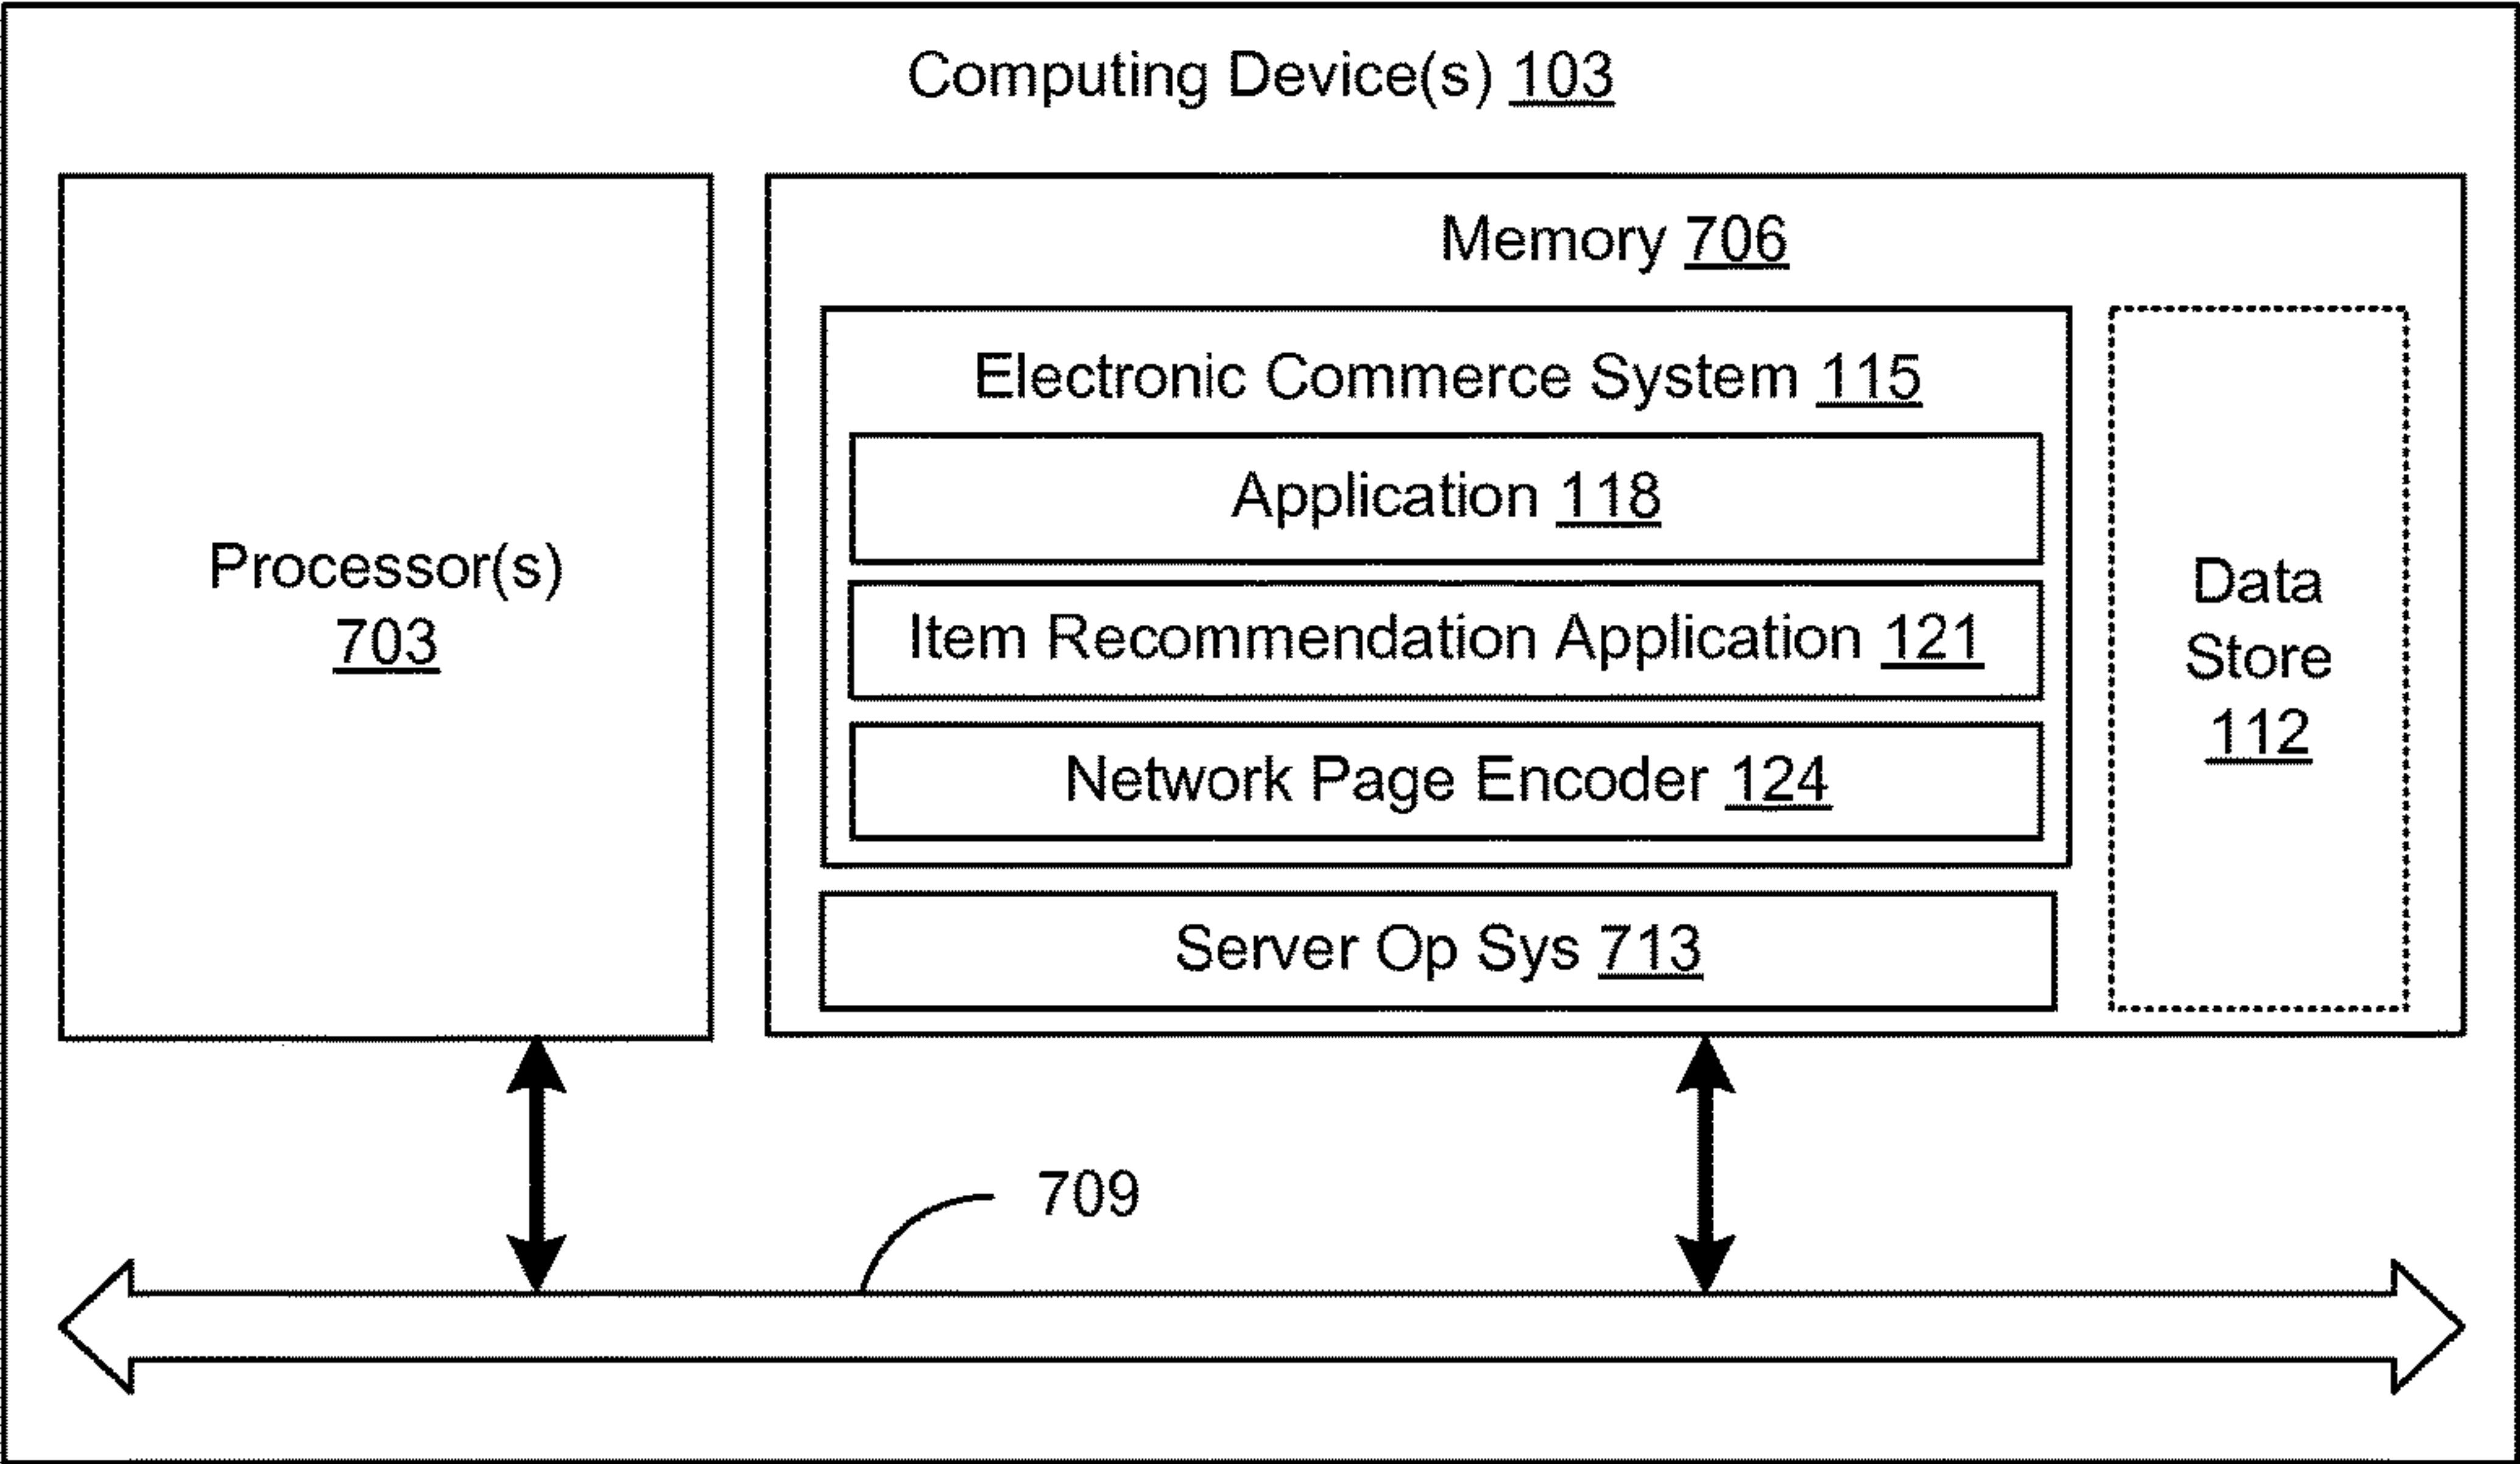 Computing Device(s) 103
Processor(s)
703
Memory 706
Electronic Commerce System 115
Application 118
Item Recommendation Application 121
Network Page Encoder 124
Server Op Sys 713
Data
Store
112
709